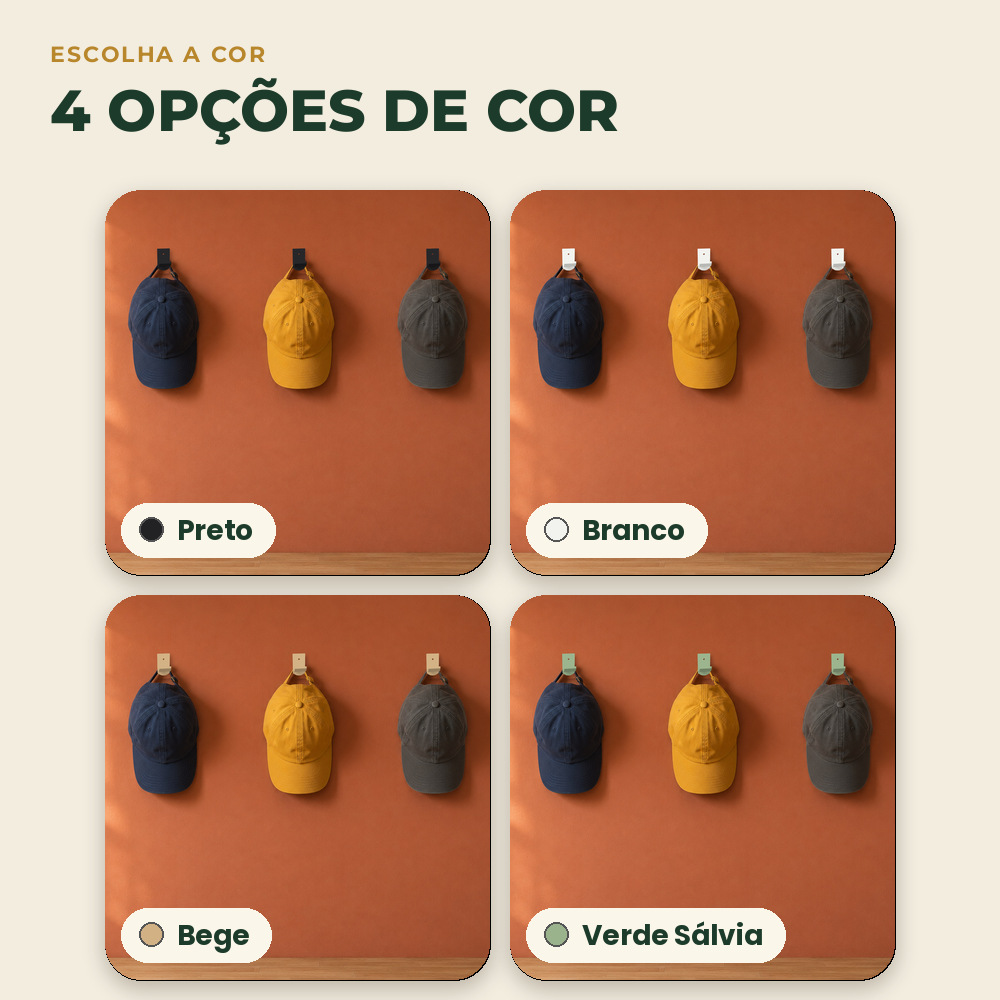 ESCOLHA A COR
4 OPÇÕES DE COR
Preto
Branco
Bege
Verde Sálvia